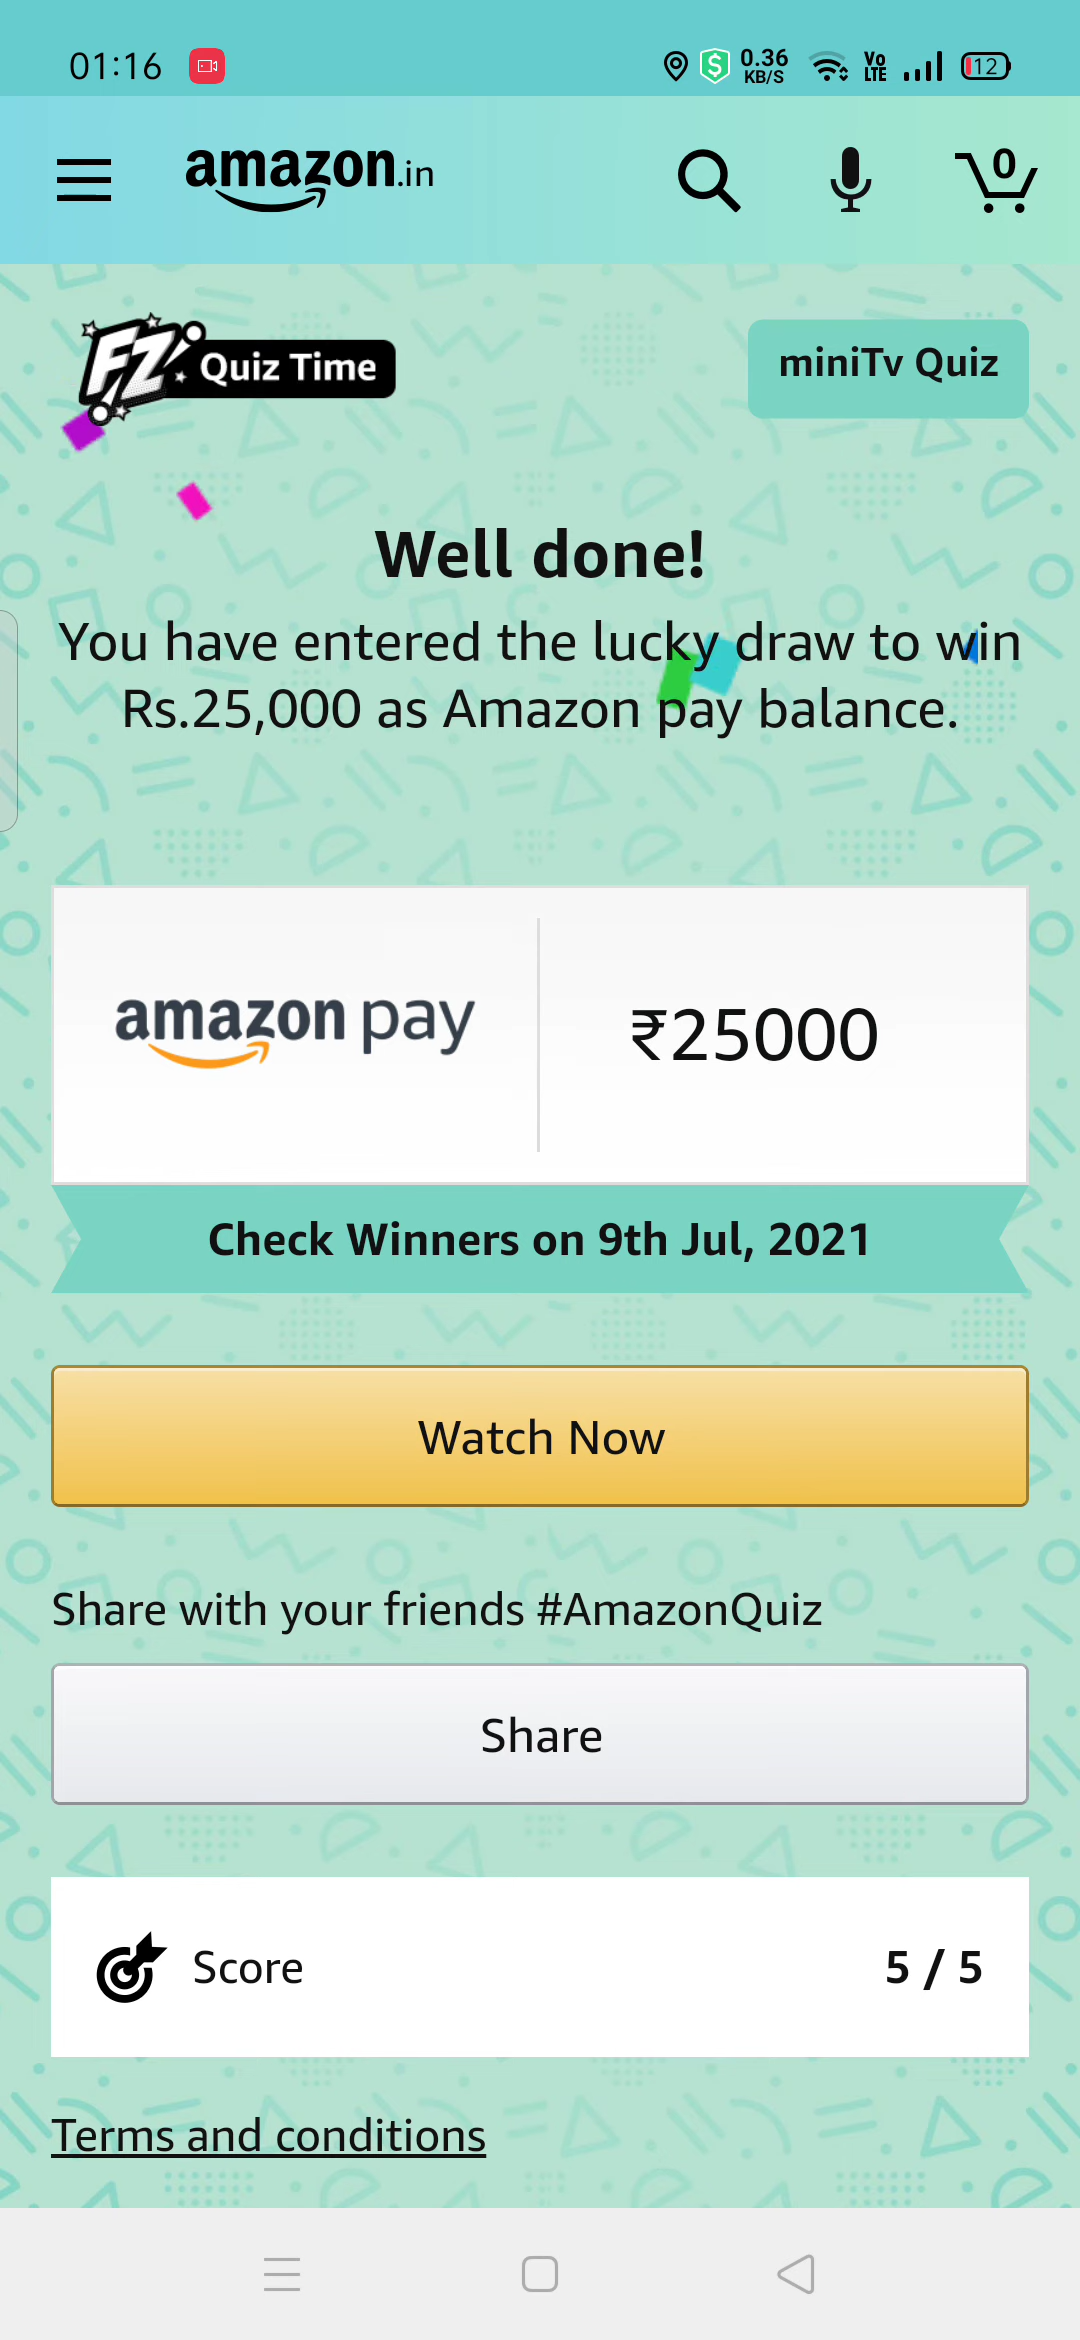 01:16
0.36
KB/S
Vo
LTE
12
amazon.in
0
FZ Quiz Time
miniTv Quiz
Well done!
You have entered the lucky draw to win
Rs.25,000 as Amazon pay balance.
amazon pay
₹25000
Check Winners on 9th Jul, 2021
Watch Now
Share with your friends #AmazonQuiz
Share
Score
5 / 5
Terms and conditions